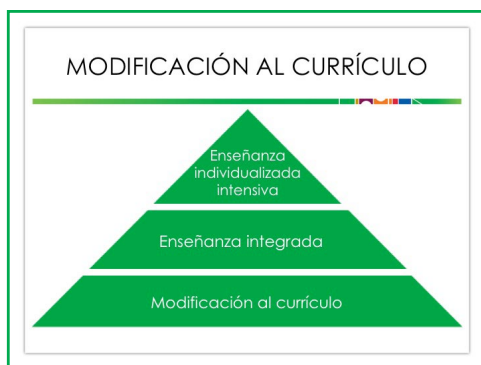 MODIFICACIÓN AL CURRÍCULO
Enseñanza
individualizada
intensiva
Enseñanza integrada
Modificación al currículo